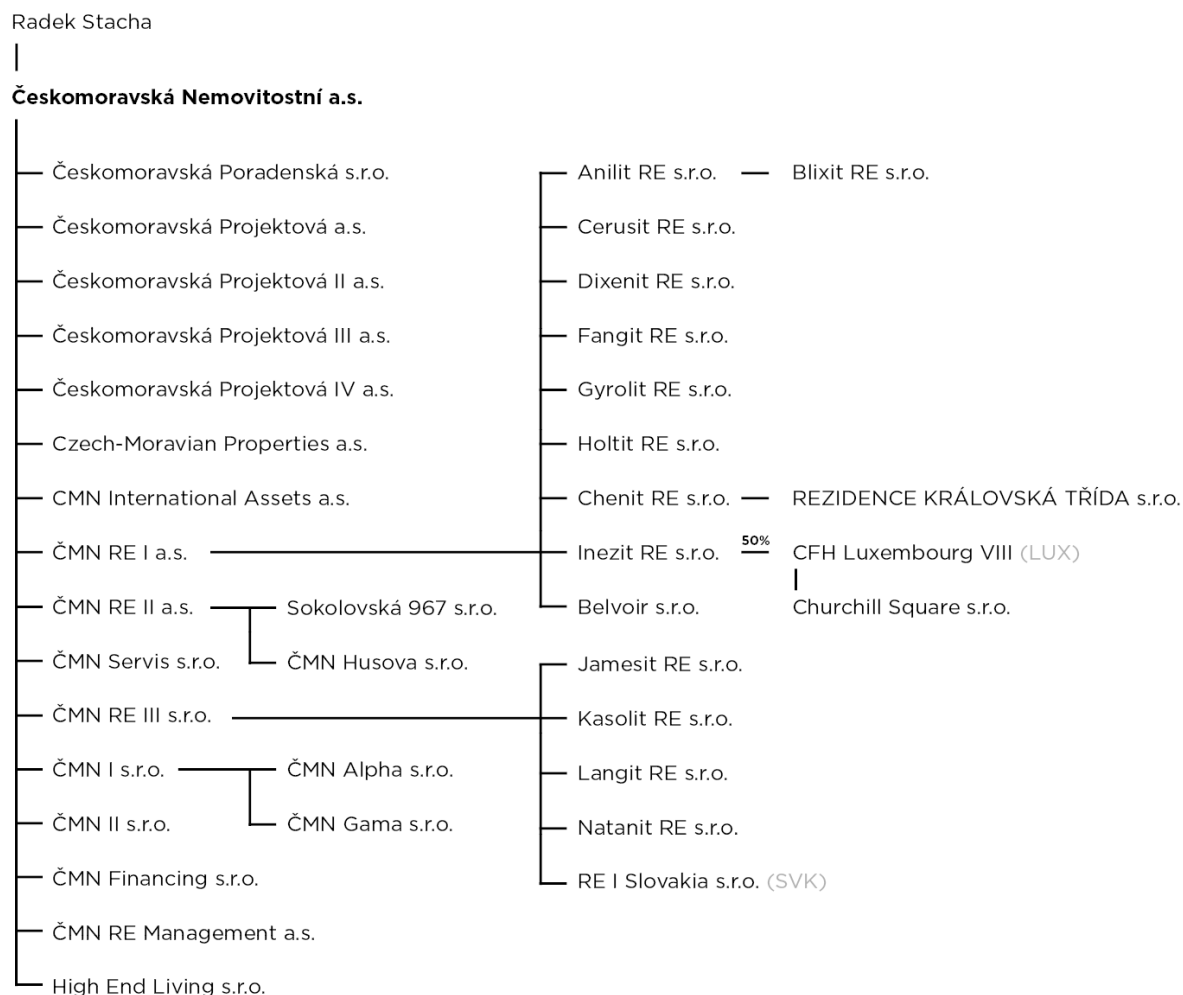 Radek Stacha
Českomoravská Nemovitostní a.s.
Českomoravská Poradenská s.r.o.
Českomoravská Projektová a.s.
Českomoravská Projektová II a.s.
Českomoravská Projektová III a.s.
Českomoravská Projektová IV a.s.
Czech-Moravian Properties a.s.
CMN International Assets a.s.
ČMN RE I a.s.
ČMN RE II a.s.
ČMN Servis s.r.o.
ČMN RE III s.r.o.
ČMN I s.r.o.
ČMN II s.r.o.
ČMN Financing s.r.o.
ČMN RE Management a.s.
High End Living s.r.o.
Sokolovská 967 s.r.o.
ČMN Husova s.r.o.
ČMN Alpha s.r.o.
ČMN Gama s.r.o.
Anilit RE s.r.o.
Cerusit RE s.r.o.
Dixenit RE s.r.o.
Fangit RE s.r.o.
Gyrolit RE s.r.o.
Holtit RE s.r.o.
Chenit RE s.r.o.
Inezit RE s.r.o.
Belvoir s.r.o.
Jamesit RE s.r.o.
Kasolit RE s.r.o.
Langit RE s.r.o.
Natanit RE s.r.o.
RE I Slovakia s.r.o. (SVK)
Blixit RE s.r.o.
REZIDENCE KRÁLOVSKÁ TŘÍDA s.r.o.
50%
CFH Luxembourg VIII (LUX)
Churchill Square s.r.o.